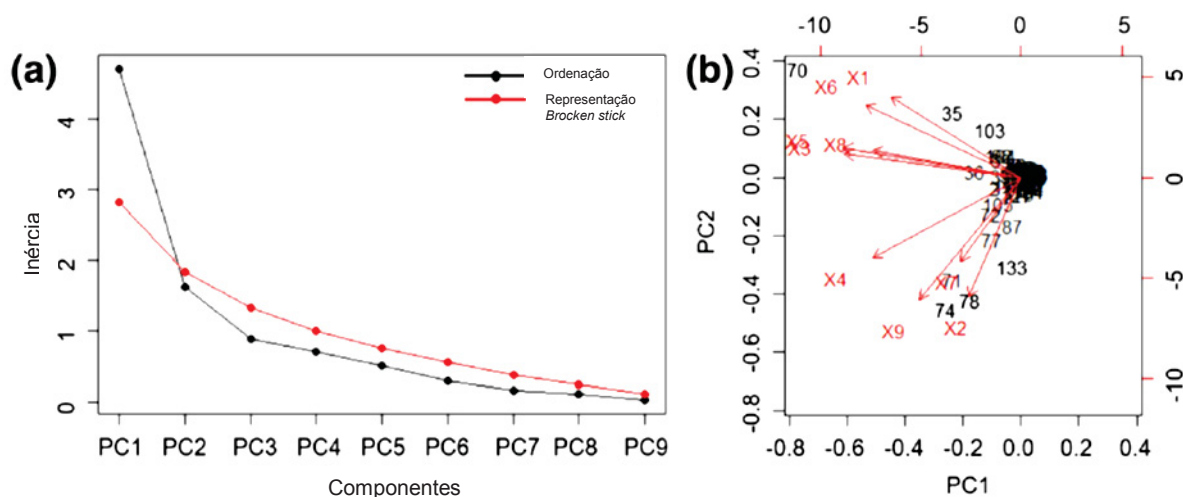 (a)
Ordenação
Representação
Brocken stick
Inércia
4
3
2
1
0
PC1 PC2 PC3 PC4 PC5 PC6 PC7 PC8 PC9
Componentes
(b)
-10 -5 0 5
PC2
0.4
0.2
0.0
-0.2
-0.4
-0.6
-0.8
70
X6
X1
35
103
X5
X3
X8
36
103
72
87
77
133
X4
71
X7
78
74
X9
X2
5
0
-5
-10
-0.8 -0.6 -0.4 -0.2 0.0 0.2 0.4
PC1